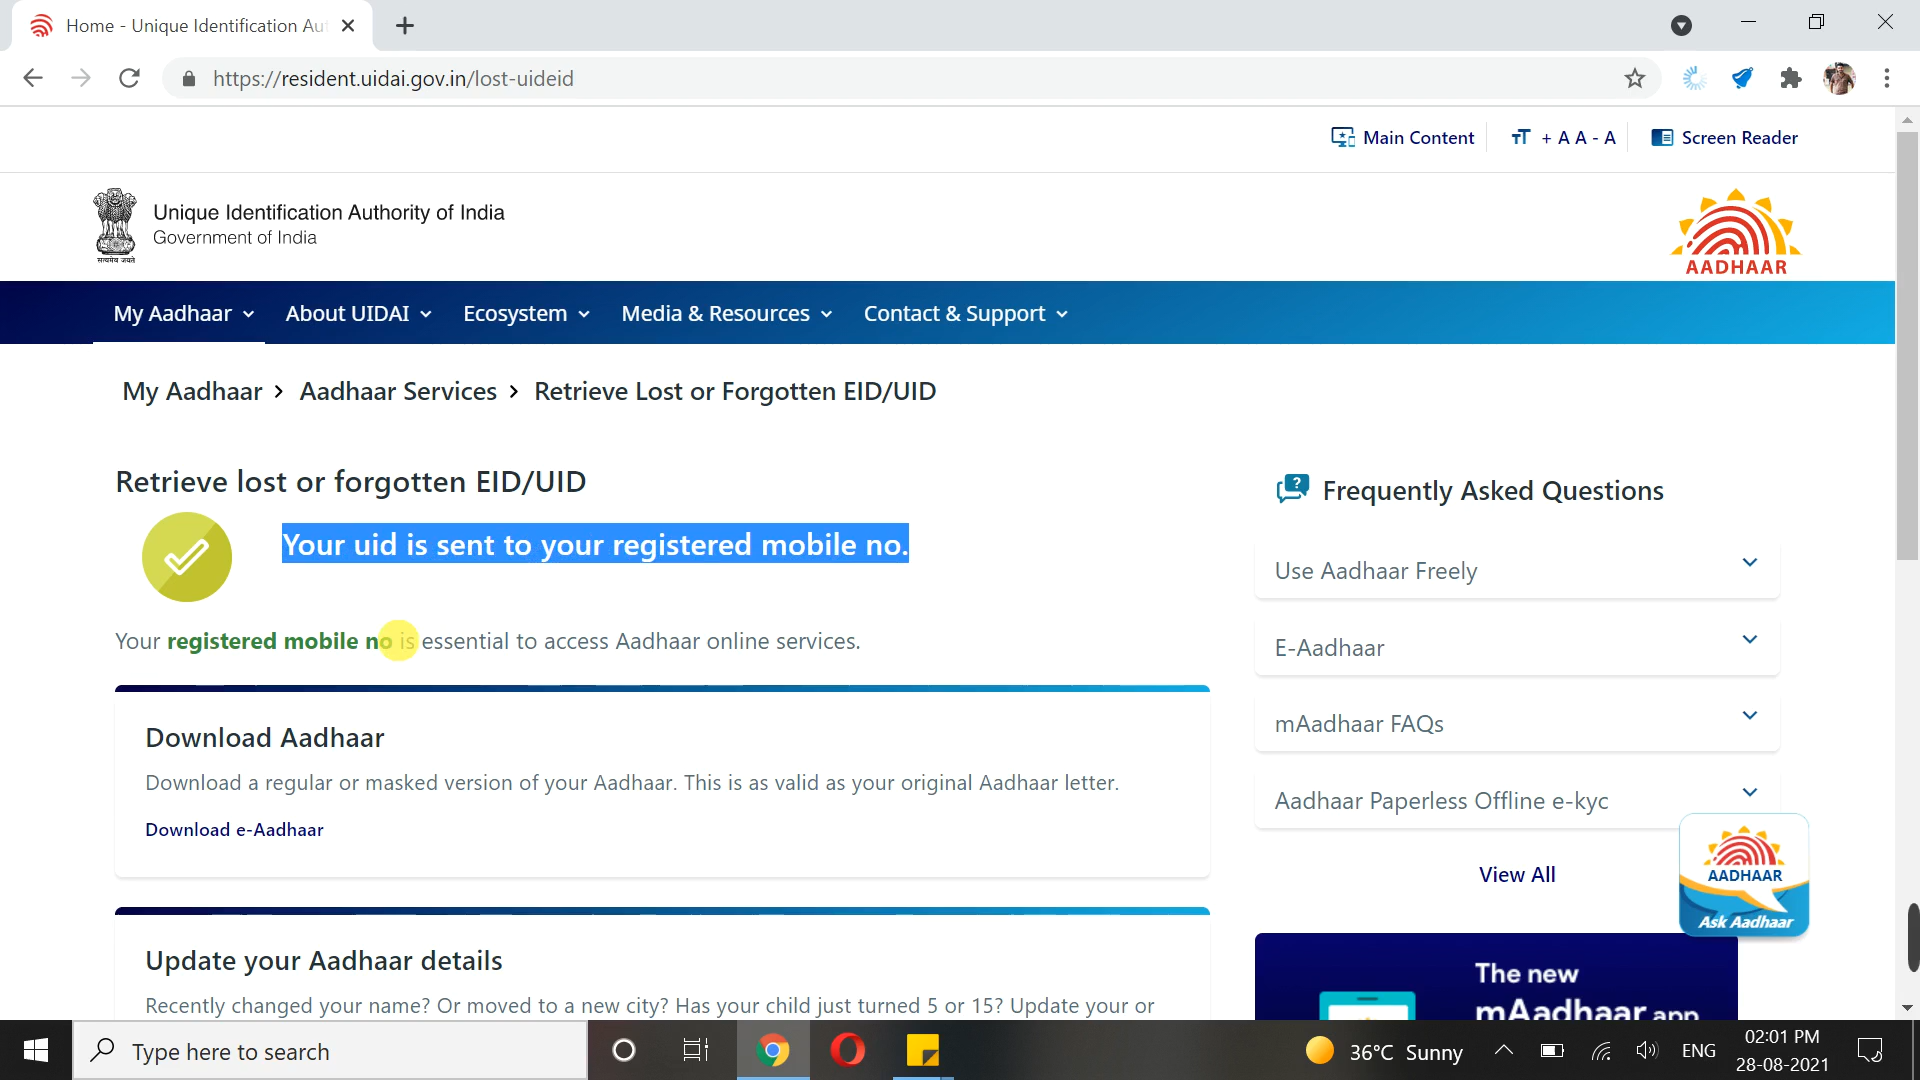 Home - Unique Identification Au
https://resident.uidai.gov.in/lost-uideid
Main Content
+ A A - A
Screen Reader
Unique Identification Authority of India
Government of India
सत्यमेव जयते
AADHAAR
My Aadhaar
About UIDAI
Ecosystem
Media & Resources
Contact & Support
My Aadhaar > Aadhaar Services > Retrieve Lost or Forgotten EID/UID
Retrieve lost or forgotten EID/UID
Your uid is sent to your registered mobile no.
Your registered mobile no is essential to access Aadhaar online services.
Download Aadhaar
Download a regular or masked version of your Aadhaar. This is as valid as your original Aadhaar letter.
Download e-Aadhaar
Update your Aadhaar details
Recently changed your name? Or moved to a new city? Has your child just turned 5 or 15? Update your or
Frequently Asked Questions
Use Aadhaar Freely
E-Aadhaar
mAadhaar FAQs
Aadhaar Paperless Offline e-kyc
View All
AADHAAR
Ask Aadhaar
The new
mAadhaar app
Type here to search
36°C Sunny
ENG
02:01 PM
28-08-2021